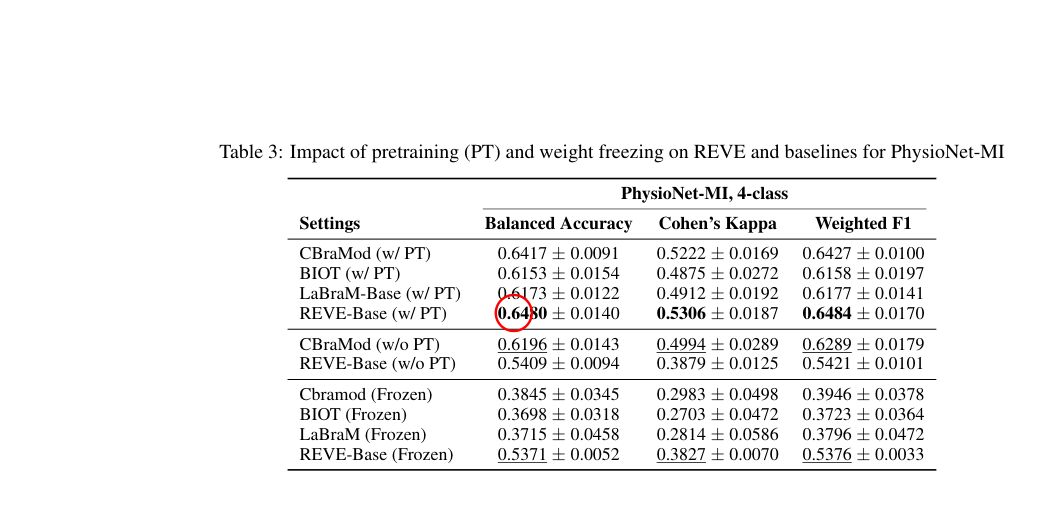 Table 3: Impact of pretraining (PT) and weight freezing on REVE and baselines for PhysioNet-MI
PhysioNet-MI, 4-class
Settings Balanced Accuracy Cohen's Kappa Weighted F1
CBraMod (w/ PT) 0.6417 ± 0.0091 0.5222 ± 0.0169 0.6427 ± 0.0100
BIOT (w/ PT) 0.6153 ± 0.0154 0.4875 ± 0.0272 0.6158 ± 0.0197
LaBraM-Base (w/ PT) 0.6173 ± 0.0122 0.4912 ± 0.0192 0.6177 ± 0.0141
REVE-Base (w/ PT) 0.6480 ± 0.0140 0.5306 ± 0.0187 0.6484 ± 0.0170
CBraMod (w/o PT) 0.6196 ± 0.0143 0.4994 ± 0.0289 0.6289 ± 0.0179
REVE-Base (w/o PT) 0.5409 ± 0.0094 0.3879 ± 0.0125 0.5421 ± 0.0101
Cbramod (Frozen) 0.3845 ± 0.0345 0.2983 ± 0.0498 0.3946 ± 0.0378
BIOT (Frozen) 0.3698 ± 0.0318 0.2703 ± 0.0472 0.3723 ± 0.0364
LaBraM (Frozen) 0.3715 ± 0.0458 0.2814 ± 0.0586 0.3796 ± 0.0472
REVE-Base (Frozen) 0.5371 ± 0.0052 0.3827 ± 0.0070 0.5376 ± 0.0033